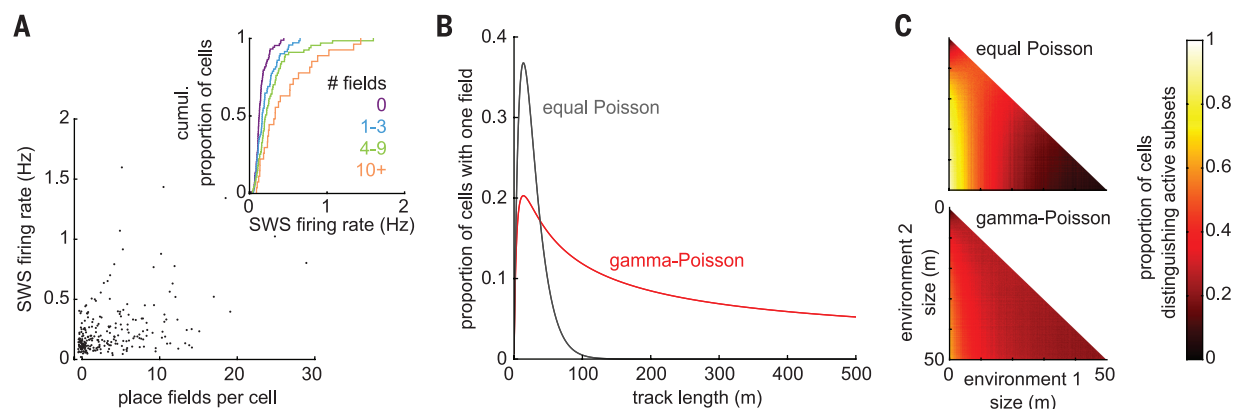 A
SWS firing rate (Hz)
2
1.5
1
0.5
0
0
10
20
30
place fields per cell
cumul.
proportion of cells
1
0.5
0
0
1
2
SWS firing rate (Hz)
# fields
0
1-3
4-9
10+
B
proportion of cells with one field
0.4
0.3
0.2
0.1
0
0
100
200
300
400
500
track length (m)
equal Poisson
gamma-Poisson
C
equal Poisson
gamma-Poisson
0
environment 2
size (m)
50
0
50
environment 1
size (m)
proportion of cells
distinguishing active subsets
1
0.8
0.6
0.4
0.2
0